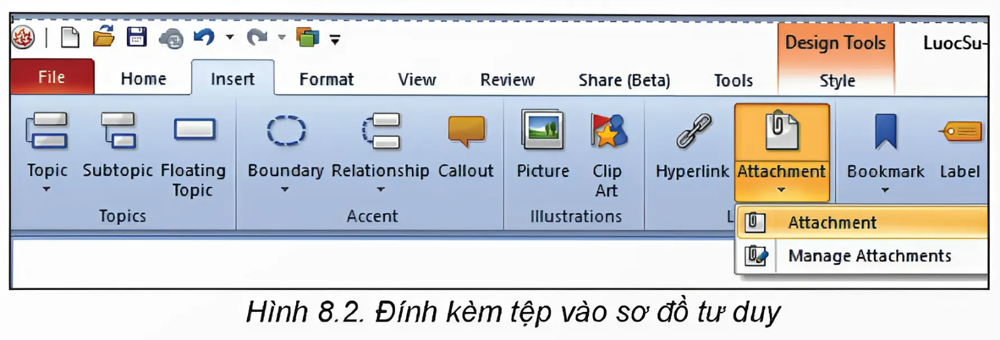 Design Tools LuocSu-
File Home Insert Format View Review Share (Beta) Tools Style
Topic Subtopic Floating Topic Boundary Relationship Callout Picture Clip Art Hyperlink Attachment Bookmark Label
Topics Accent Illustrations L
Attachment
Manage Attachments
Hình 8.2. Đính kèm tệp vào sơ đồ tư duy